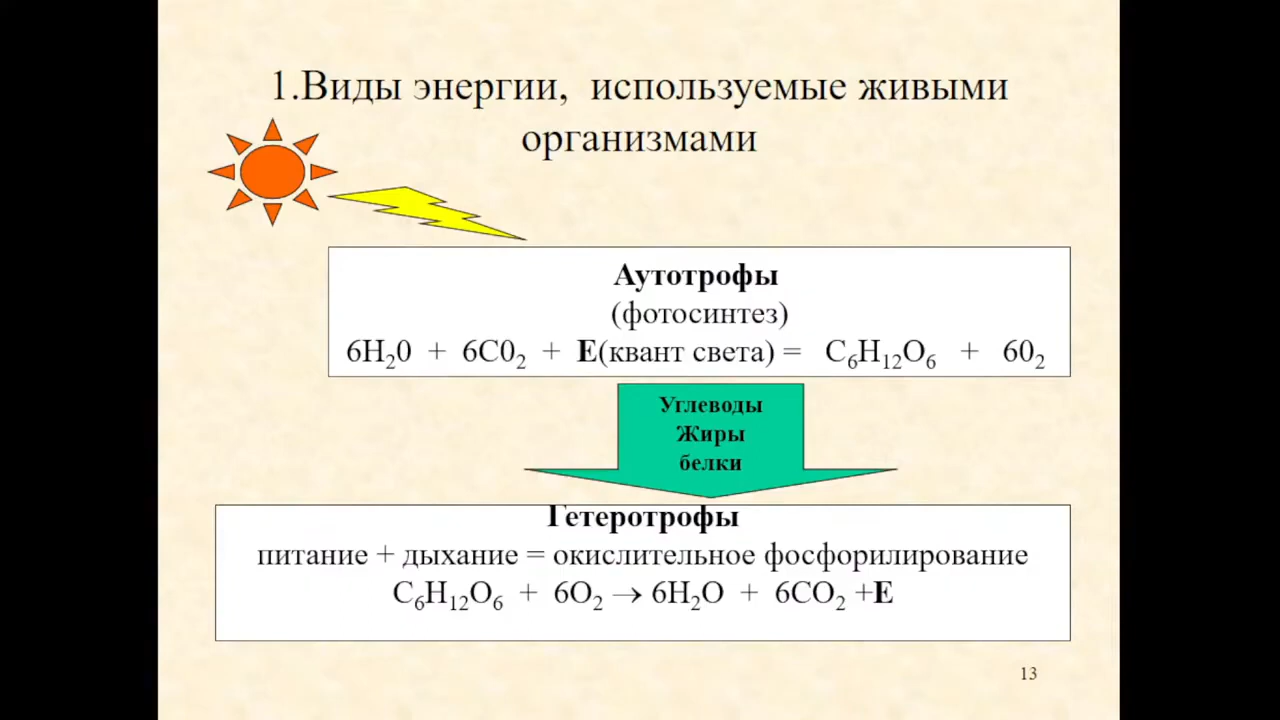 1.Виды энергии, используемые живыми
организмами
Аутотрофы
(фотосинтез)
6H₂0 + 6C0₂ + E(квант света) = C₆H₁₂O₆ + 60₂
Углеводы
Жиры
белки
Гетеротрофы
питание + дыхание = окислительное фосфорилирование
C₆H₁₂O₆ + 6O₂ → 6H₂O + 6CO₂ +E
13